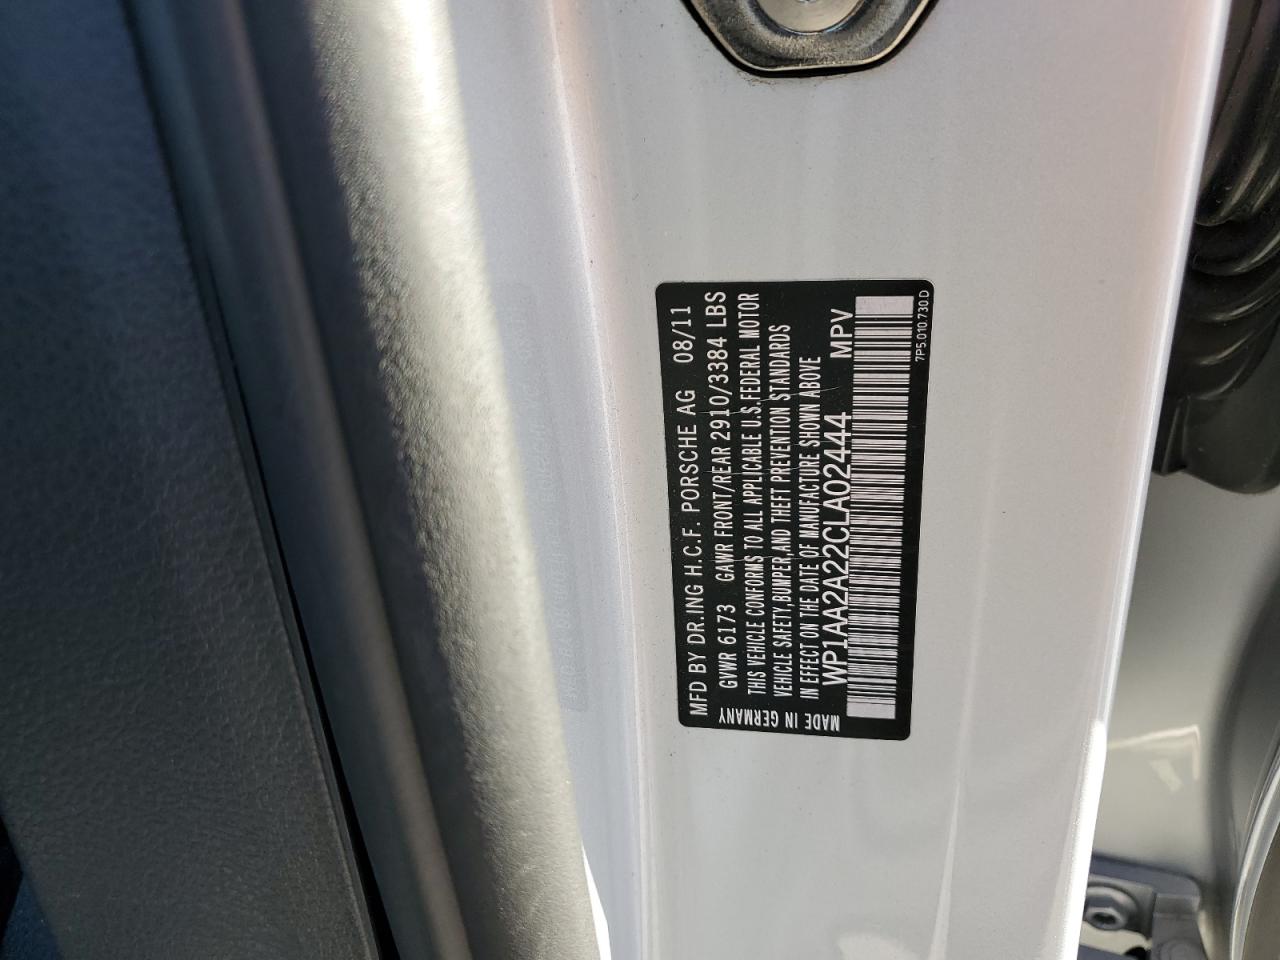 MFD BY DR.ING H.C.F. PORSCHE AG 08/11
GVWR 6173 GAWR FRONT/REAR 2910/3384 LBS
THIS VEHICLE CONFORMS TO ALL APPLICABLE U.S.FEDERAL MOTOR
VEHICLE SAFETY,BUMPER,AND THEFT PREVENTION STANDARDS
IN EFFECT ON THE DATE OF MANUFACTURE SHOWN ABOVE
WP1AA2A22CLA02444 MPV
MADE IN GERMANY
7P5.010.730.D